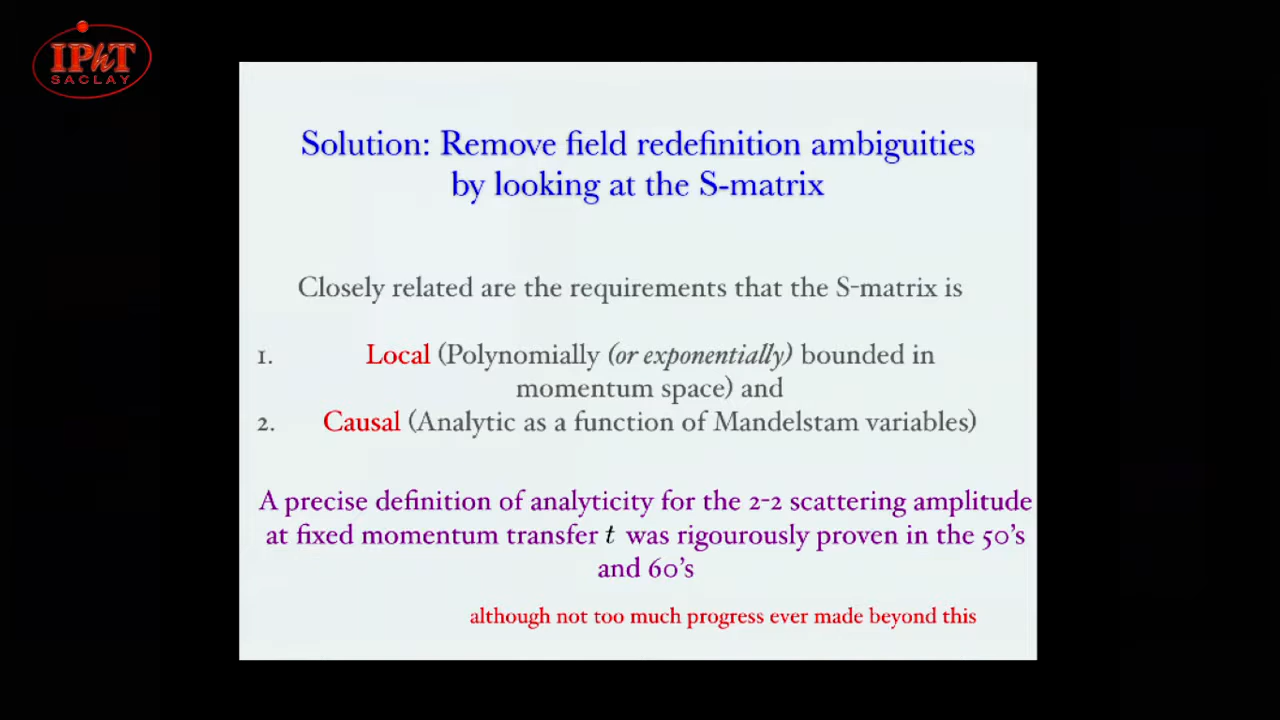 IPhT
SACLAY
Solution: Remove field redefinition ambiguities
by looking at the S-matrix
Closely related are the requirements that the S-matrix is
1. Local (Polynomially (or exponentially) bounded in
momentum space) and
2. Causal (Analytic as a function of Mandelstam variables)
A precise definition of analyticity for the 2-2 scattering amplitude
at fixed momentum transfer t was rigourously proven in the 50's
and 60's
although not too much progress ever made beyond this